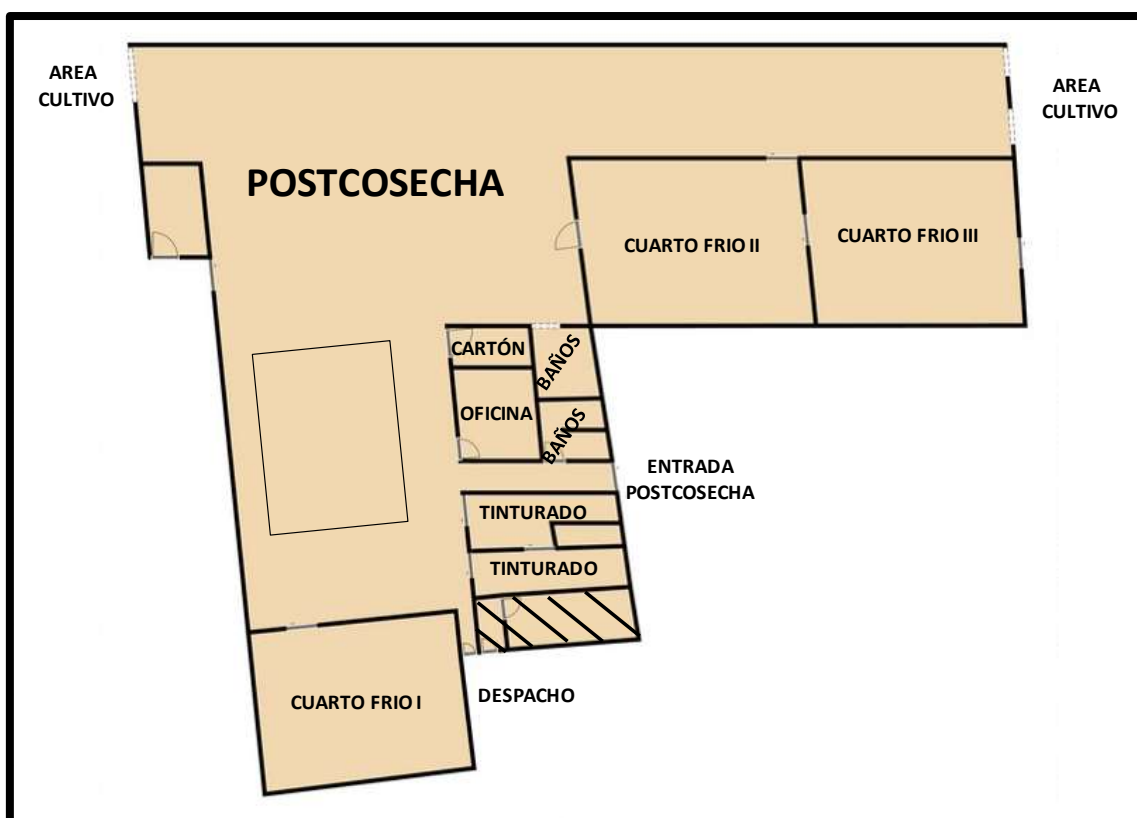 AREA
CULTIVO
AREA
CULTIVO
POSTCOSECHA
CUARTO FRIO II
CUARTO FRIO III
CARTÓN
BAÑOS
OFICINA
BAÑOS
ENTRADA
POSTCOSECHA
TINTURADO
TINTURADO
CUARTO FRIO I
DESPACHO